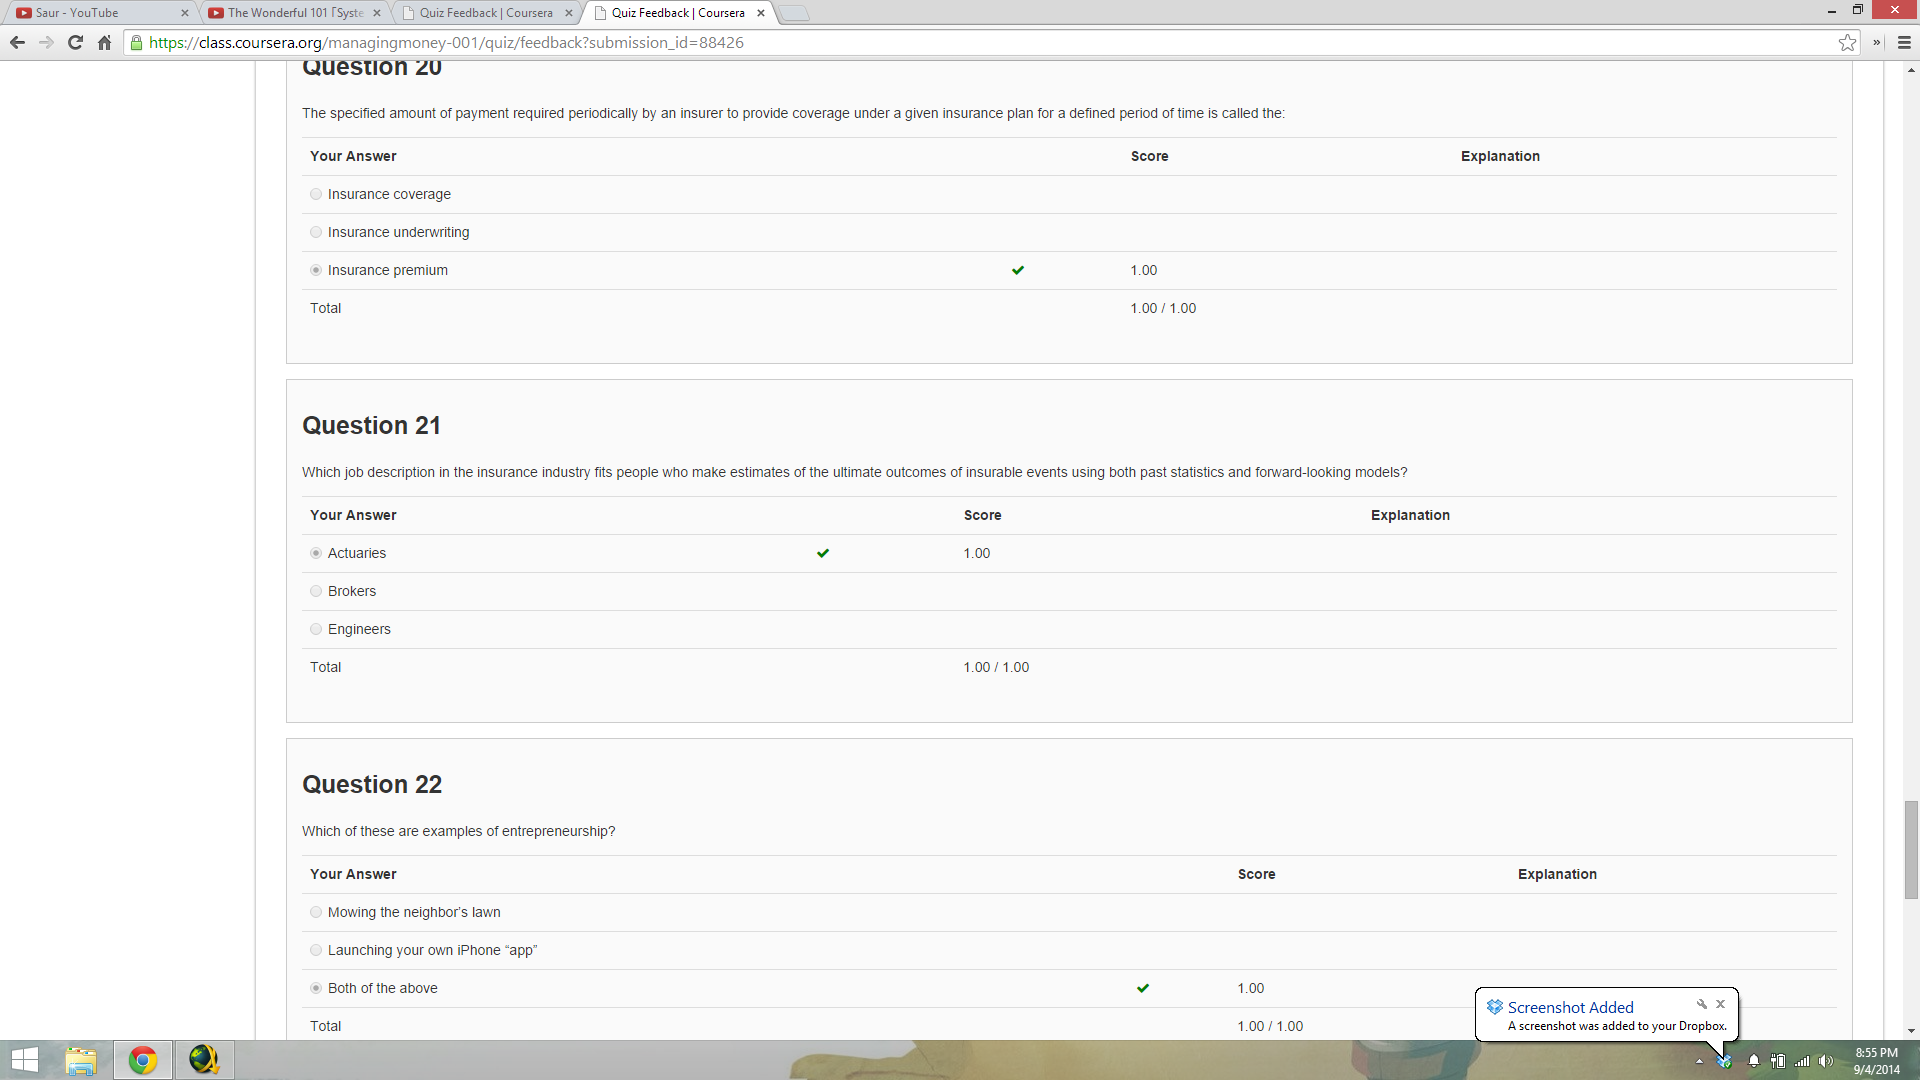 Saur - YouTube
The Wonderful 101 「Syste
Quiz Feedback | Coursera
Quiz Feedback | Coursera
https://class.coursera.org/managingmoney-001/quiz/feedback?submission_id=88426
Question 20
The specified amount of payment required periodically by an insurer to provide coverage under a given insurance plan for a defined period of time is called the:
Your Answer Score Explanation
Insurance coverage
Insurance underwriting
Insurance premium 1.00
Total 1.00 / 1.00
Question 21
Which job description in the insurance industry fits people who make estimates of the ultimate outcomes of insurable events using both past statistics and forward-looking models?
Your Answer Score Explanation
Actuaries 1.00
Brokers
Engineers
Total 1.00 / 1.00
Question 22
Which of these are examples of entrepreneurship?
Your Answer Score Explanation
Mowing the neighbor's lawn
Launching your own iPhone “app”
Both of the above 1.00
Total 1.00 / 1.00
Screenshot Added
A screenshot was added to your Dropbox.
8:55 PM
9/4/2014